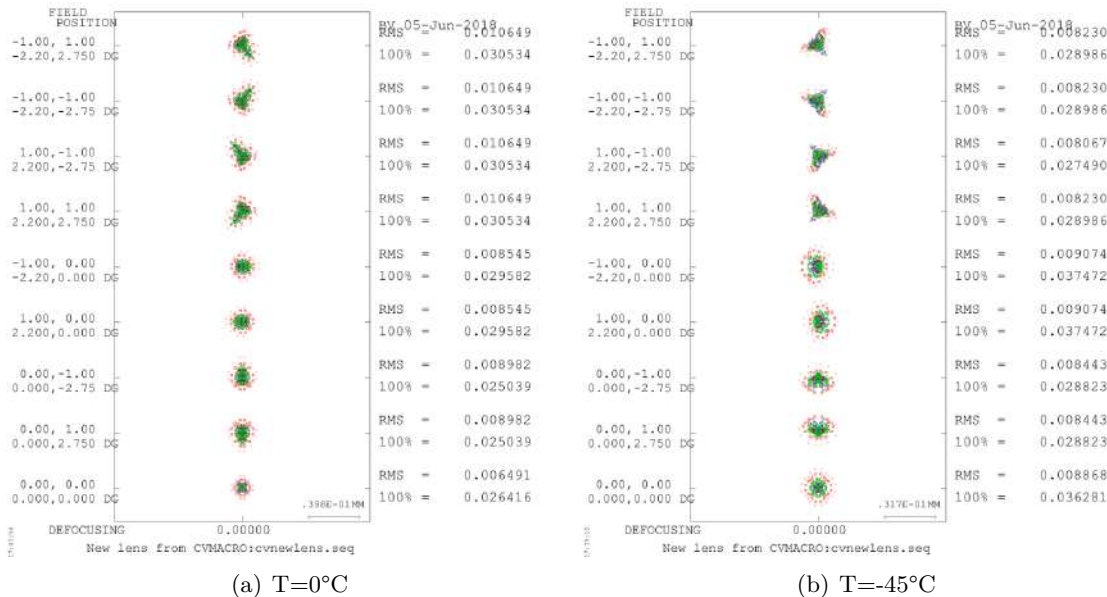 FIELD
POSITION
BV 05-Jun-2018
-1.00, 1.00
-2.20,2.750 DG
RMS = 0.010649
100% = 0.030534
-1.00,-1.00
-2.20,-2.75 DG
RMS = 0.010649
100% = 0.030534
1.00,-1.00
2.200,-2.75 DG
RMS = 0.010649
100% = 0.030534
1.00, 1.00
2.200,2.750 DG
RMS = 0.010649
100% = 0.030534
-1.00, 0.00
-2.20,0.000 DG
RMS = 0.008545
100% = 0.029582
1.00, 0.00
2.200,0.000 DG
RMS = 0.008545
100% = 0.029582
0.00,-1.00
0.000,-2.75 DG
RMS = 0.008982
100% = 0.025039
0.00, 1.00
0.000,2.750 DG
RMS = 0.008982
100% = 0.025039
0.00, 0.00
0.000,0.000 DG
RMS = 0.006491
100% = 0.026416
.398E-01MM
DEFOCUSING 0.00000
New lens from CVMACRO:cvnewlens.seq
(a) T=0°C
FIELD
POSITION
BV 05-Jun-2018
-1.00, 1.00
-2.20,2.750 DG
RMS = 0.008230
100% = 0.028986
-1.00,-1.00
-2.20,-2.75 DG
RMS = 0.008230
100% = 0.028986
1.00,-1.00
2.200,-2.75 DG
RMS = 0.008067
100% = 0.027490
1.00, 1.00
2.200,2.750 DG
RMS = 0.008230
100% = 0.028986
-1.00, 0.00
-2.20,0.000 DG
RMS = 0.009074
100% = 0.037472
1.00, 0.00
2.200,0.000 DG
RMS = 0.009074
100% = 0.037472
0.00,-1.00
0.000,-2.75 DG
RMS = 0.008443
100% = 0.028823
0.00, 1.00
0.000,2.750 DG
RMS = 0.008443
100% = 0.028823
0.00, 0.00
0.000,0.000 DG
RMS = 0.008868
100% = 0.036281
.317E-01MM
DEFOCUSING 0.00000
New lens from CVMACRO:cvnewlens.seq
(b) T=-45°C